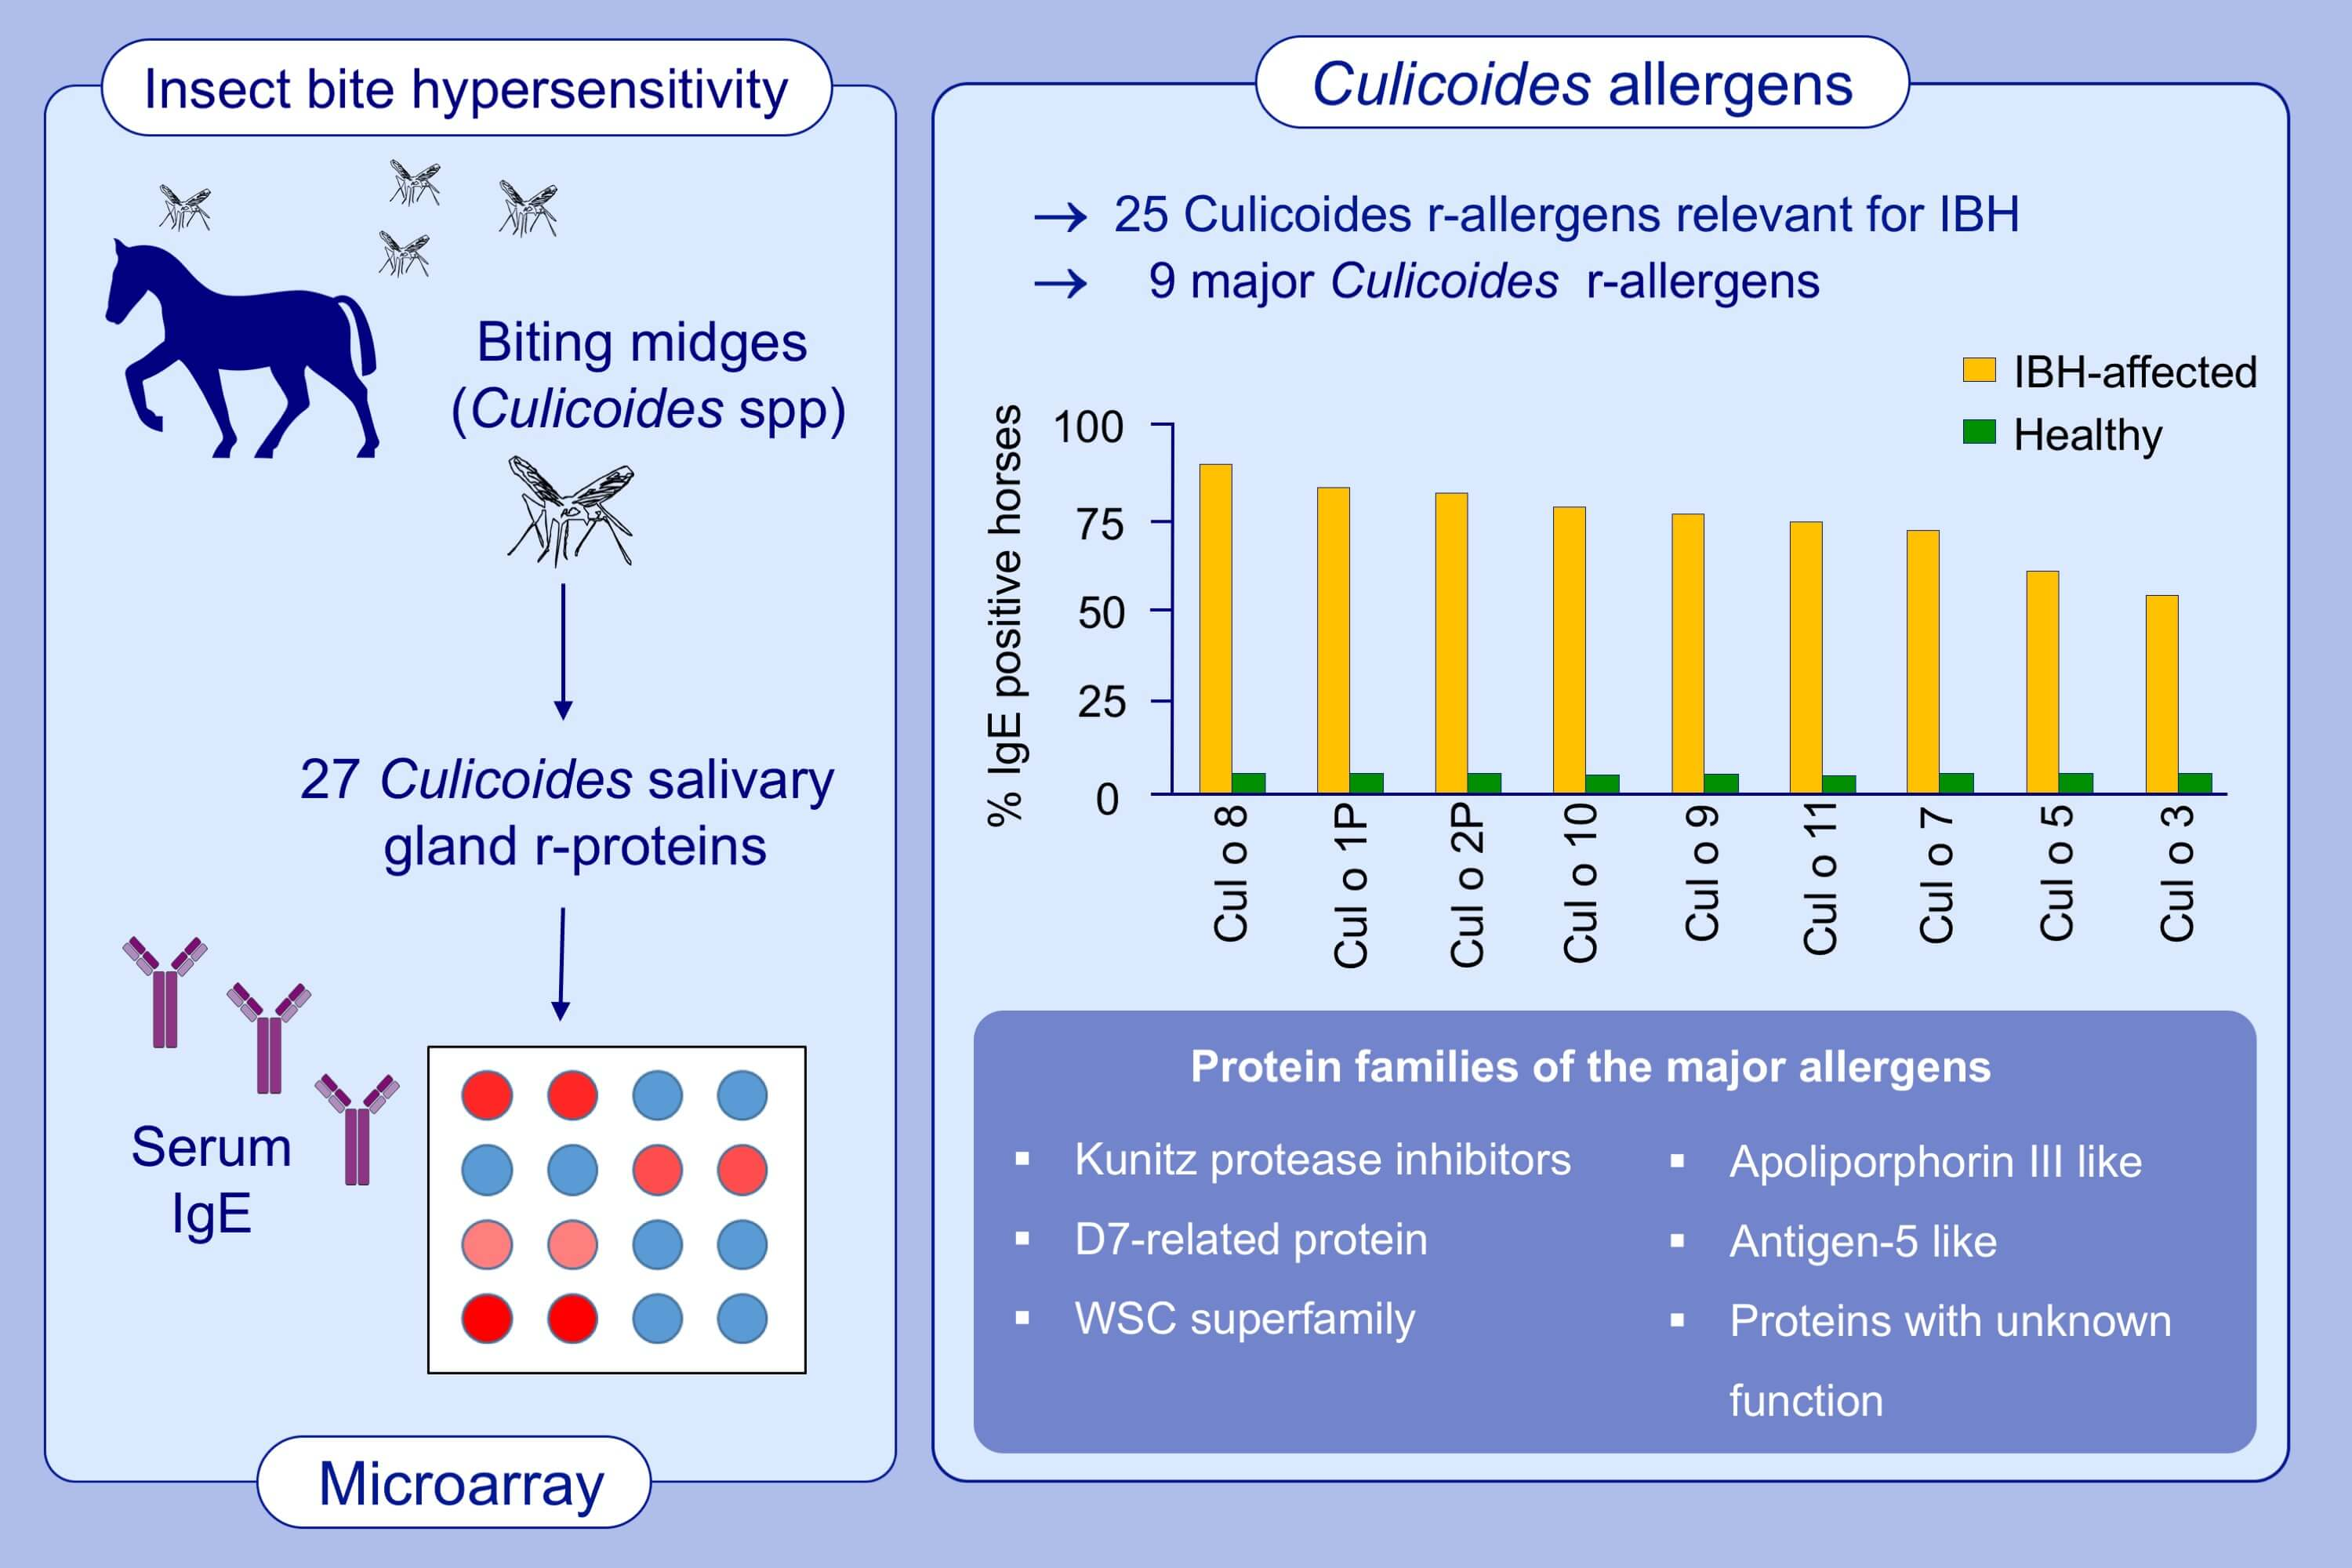 Insect bite hypersensitivity
Biting midges
(Culicoides spp)
27 Culicoides salivary
gland r-proteins
Serum
IgE
Microarray
Culicoides allergens
→ 25 Culicoides r-allergens relevant for IBH
→ 9 major Culicoides r-allergens
IBH-affected
Healthy
% IgE positive horses
100
75
50
25
0
Cul o 8
Cul o 1P
Cul o 2P
Cul o 10
Cul o 9
Cul o 11
Cul o 7
Cul o 5
Cul o 3
Protein families of the major allergens
▪ Kunitz protease inhibitors
▪ D7-related protein
▪ WSC superfamily
▪ Apoliporphorin III like
▪ Antigen-5 like
▪ Proteins with unknown
function